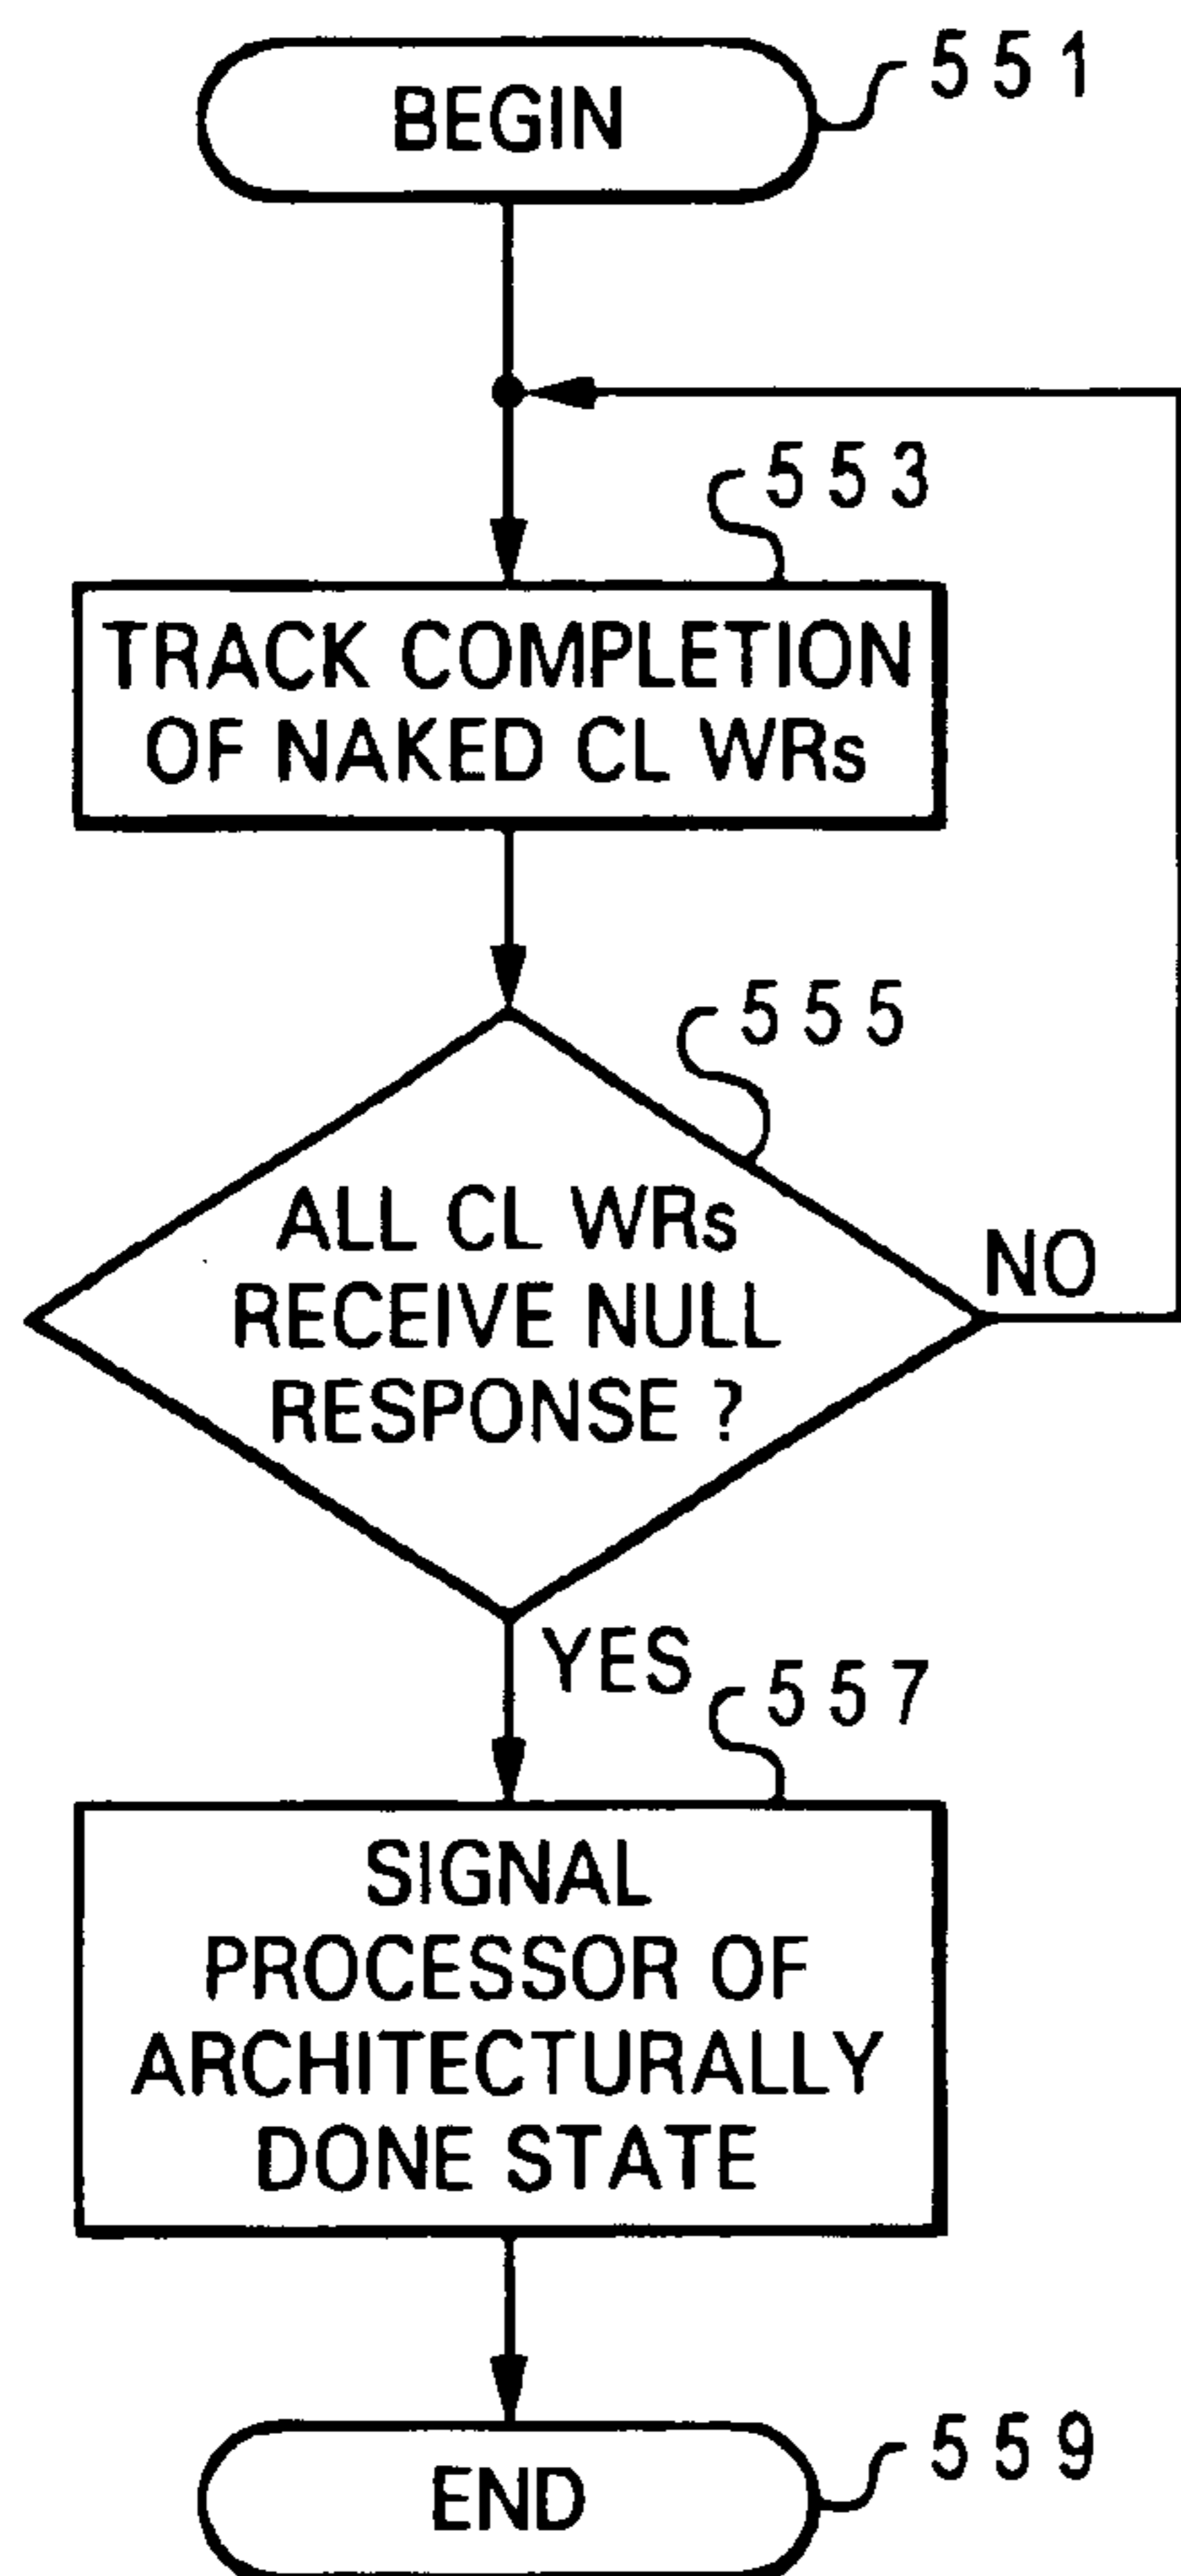 BEGIN
551
553
TRACK COMPLETION
OF NAKED CL WRs
555
ALL CL WRs
RECEIVE NULL
RESPONSE ?
NO
YES
557
SIGNAL
PROCESSOR OF
ARCHITECTURALLY
DONE STATE
END
559